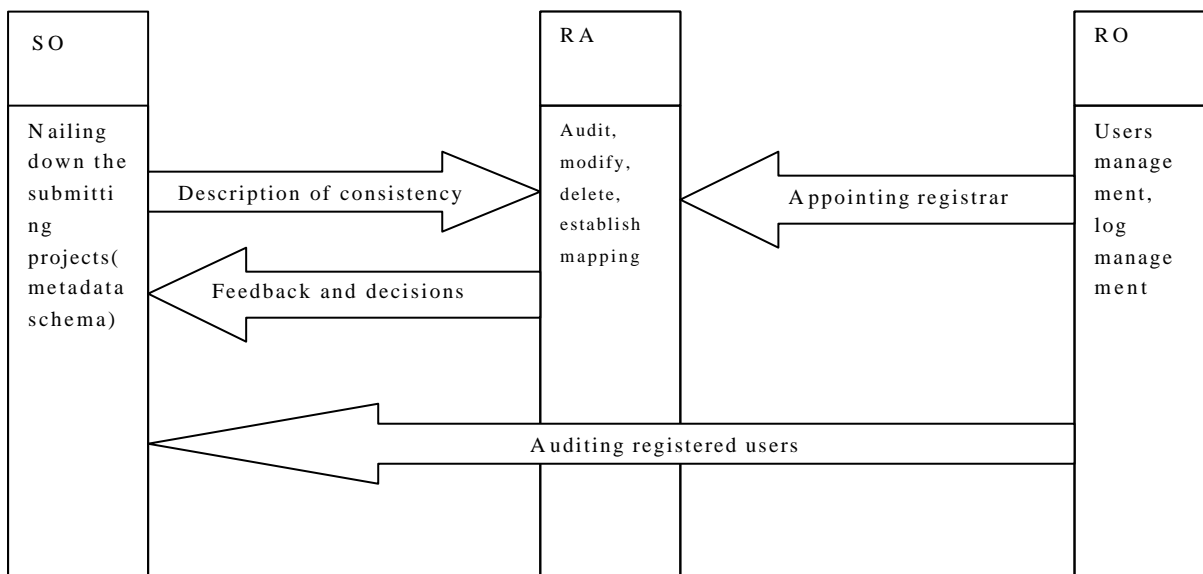 SO
RA
RO
Nailing
down the
submitti
ng
projects(
metadata
schema)
Description of consistency
Feedback and decisions
Audit,
modify,
delete,
establish
mapping
Appointing registrar
Users
manage
ment,
log
manage
ment
Auditing registered users